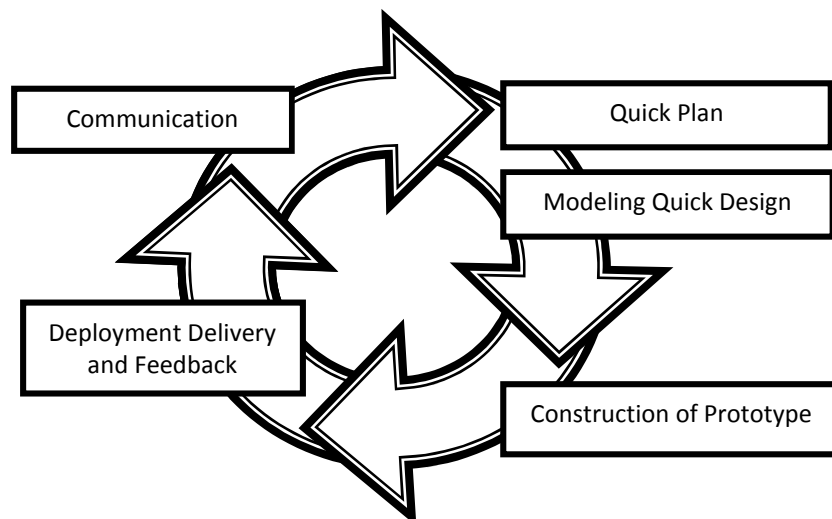 Communication
Quick Plan
Modeling Quick Design
Deployment Delivery
and Feedback
Construction of Prototype